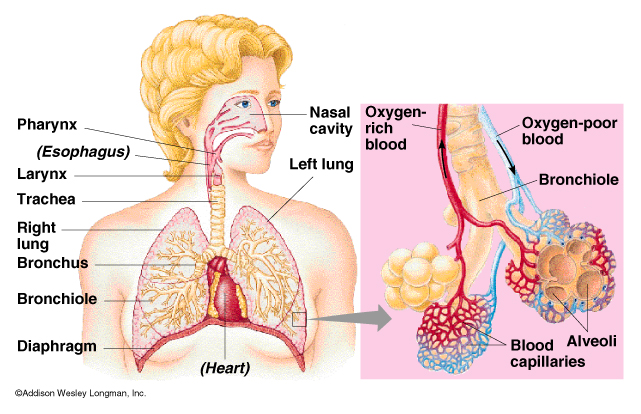 Pharynx
(Esophagus)
Larynx
Trachea
Right
lung
Bronchus
Bronchiole
Diaphragm
Nasal
cavity
Left lung
(Heart)
Oxygen-
rich
blood
Oxygen-poor
blood
Bronchiole
Alveoli
Blood
capillaries
©Addison Wesley Longman, Inc.